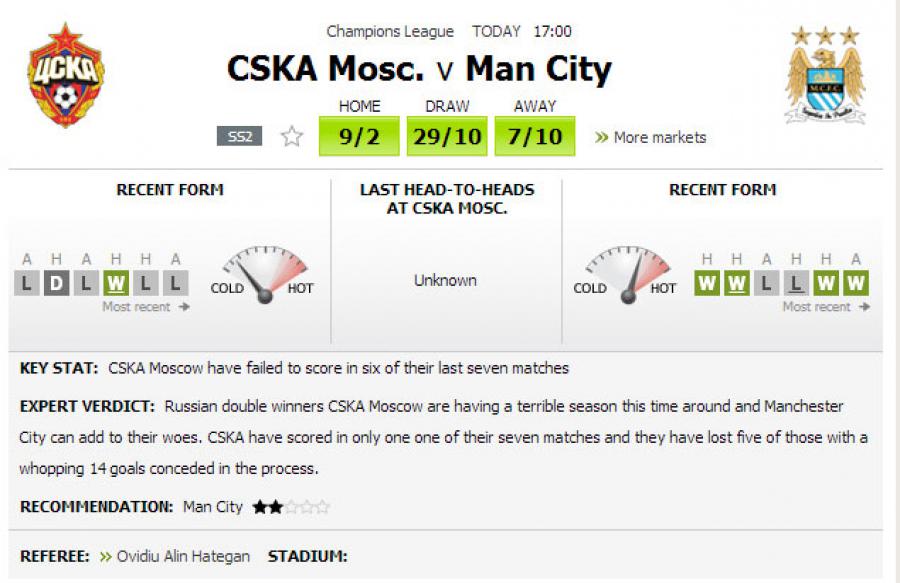 Champions League TODAY 17:00
ЦСКА
CSKA Mosc. v Man City
M.C.F.C.
HOME DRAW AWAY
SS2 9/2 29/10 7/10 » More markets
RECENT FORM
LAST HEAD-TO-HEADS
AT CSKA MOSC.
RECENT FORM
A H A H H A
L D L W L L
Most recent →
COLD HOT
Unknown
COLD HOT
H H A H H A
W W L L W W
Most recent →
KEY STAT: CSKA Moscow have failed to score in six of their last seven matches
EXPERT VERDICT: Russian double winners CSKA Moscow are having a terrible season this time around and Manchester
City can add to their woes. CSKA have scored in only one one of their seven matches and they have lost five of those with a
whopping 14 goals conceded in the process.
RECOMMENDATION: Man City ★★☆☆☆
REFEREE: » Ovidiu Alin Hategan STADIUM: